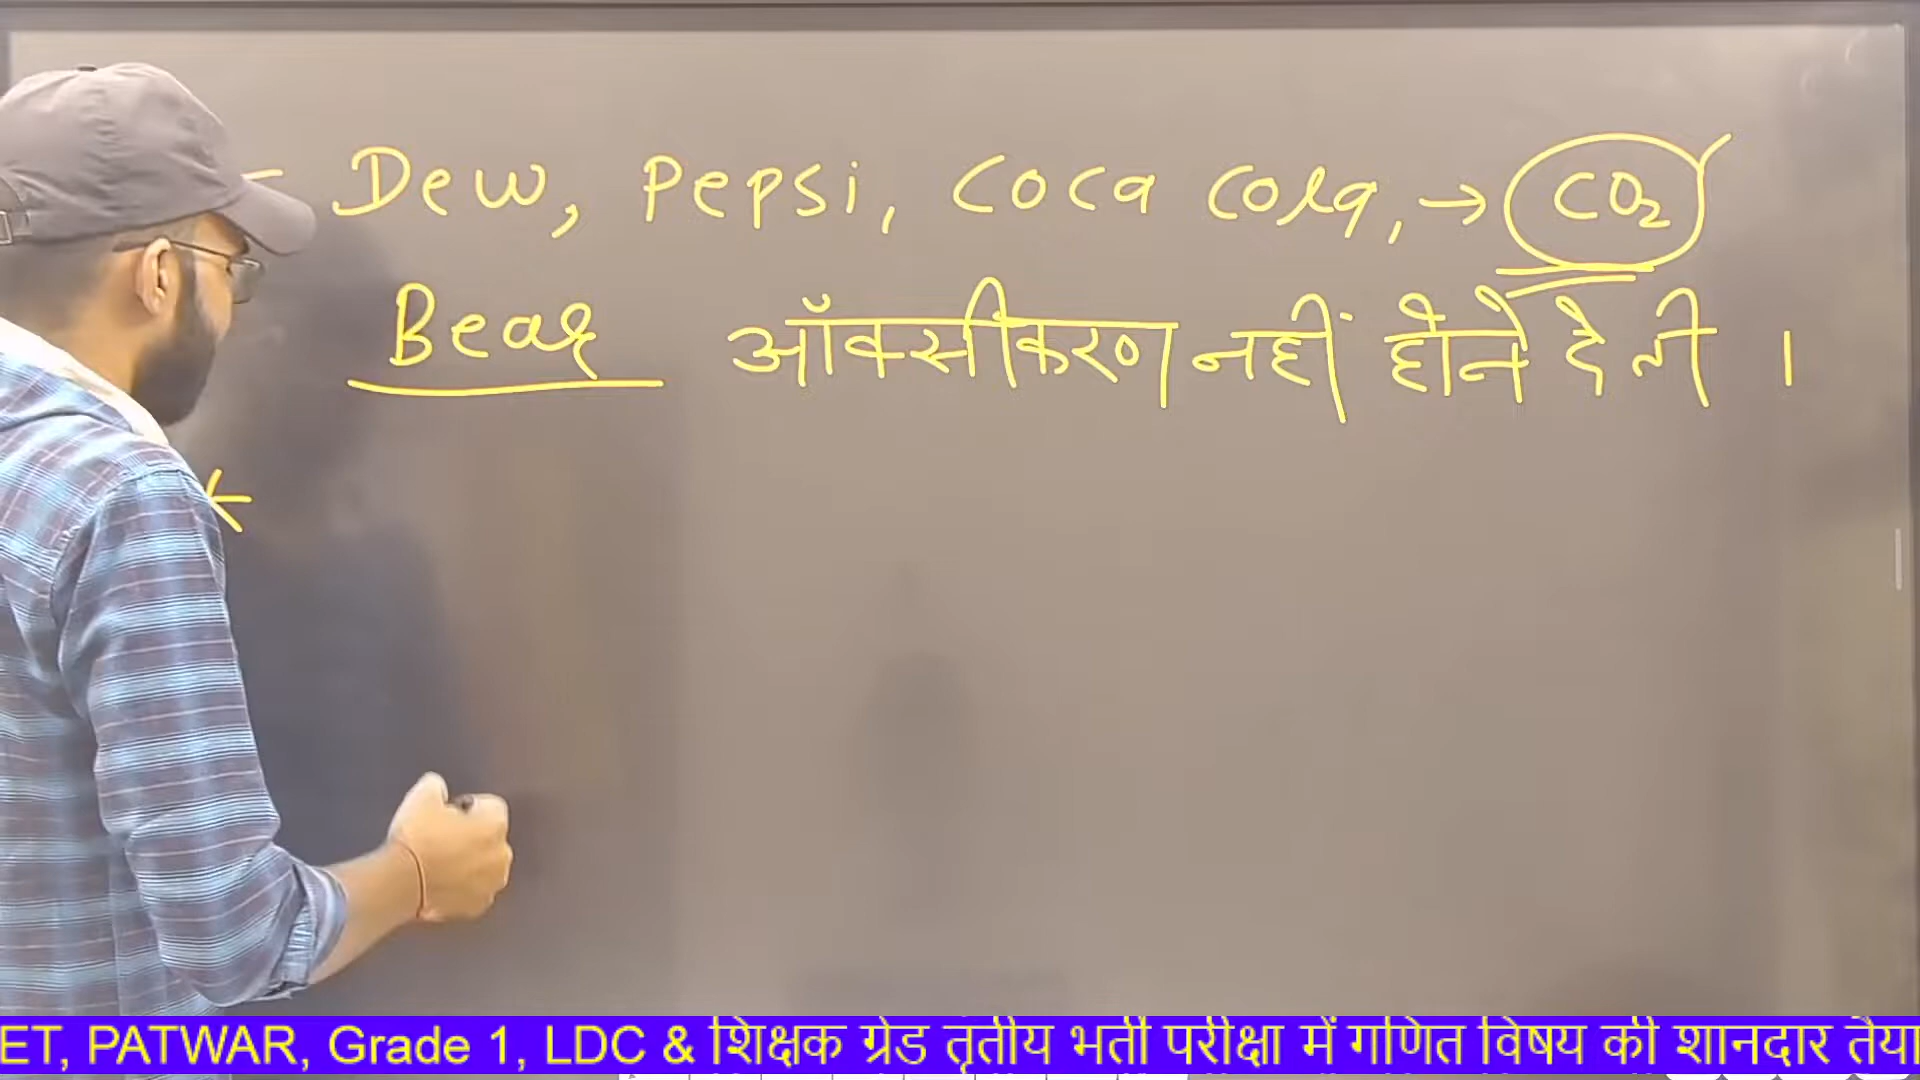 Dew, Pepsi, Coca Cola, → CO₂
Bear ऑक्सीकरण नहीं होने देती ।
*
ET, PATWAR, Grade 1, LDC & शिक्षक ग्रेड तृतीय भर्ती परीक्षा में गणित विषय की शानदार तैया